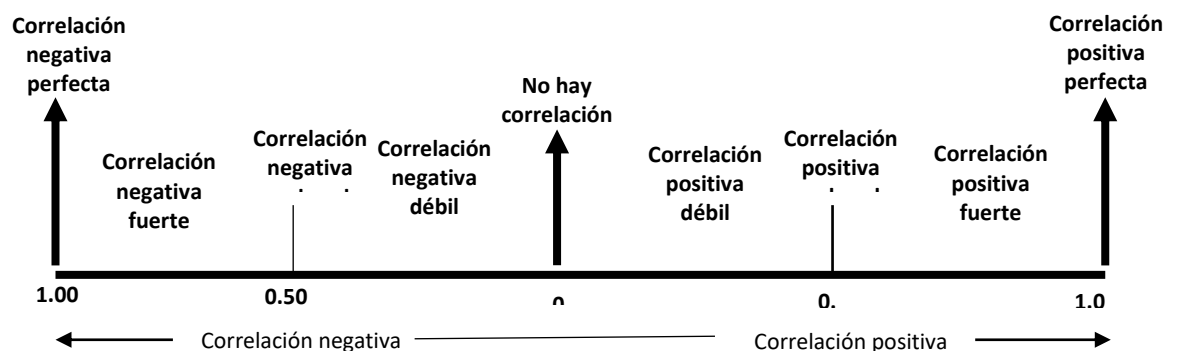 Correlación
negativa
perfecta
Correlación
negativa
fuerte
Correlación
negativa
Correlación
negativa
débil
No hay
correlación
Correlación
positiva
débil
Correlación
positiva
Correlación
positiva
fuerte
Correlación
positiva
perfecta
1.00
0.50
0.
1.0
Correlación negativa
Correlación positiva